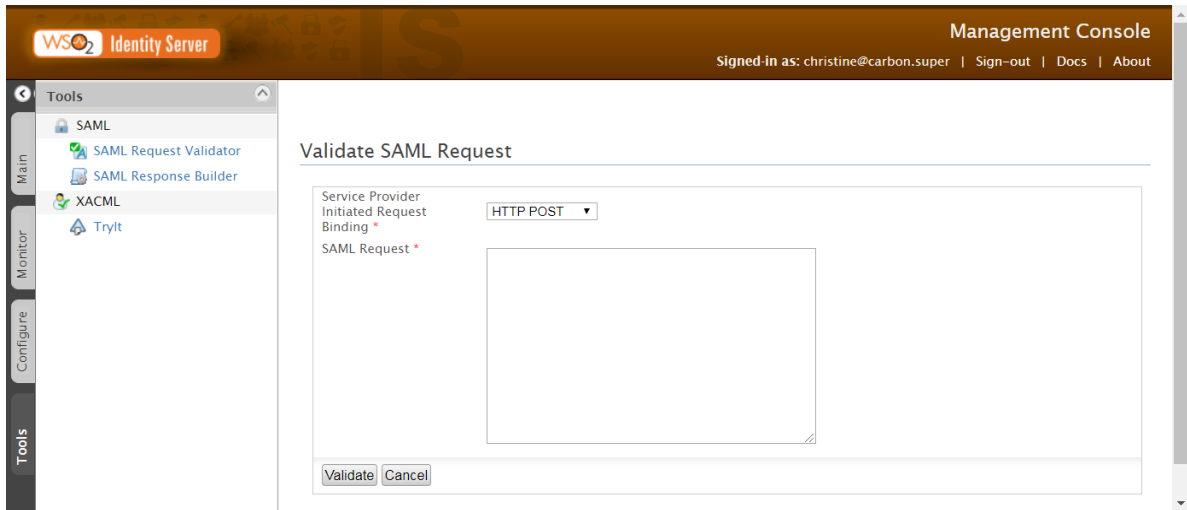 WSO2 Identity Server
Management Console
Signed-in as: christine@carbon.super | Sign-out | Docs | About
Tools
SAML
SAML Request Validator
SAML Response Builder
XACML
TryIt
Main
Monitor
Configure
Tools
Validate SAML Request
Service Provider
Initiated Request
Binding *
HTTP POST
SAML Request *
Validate
Cancel